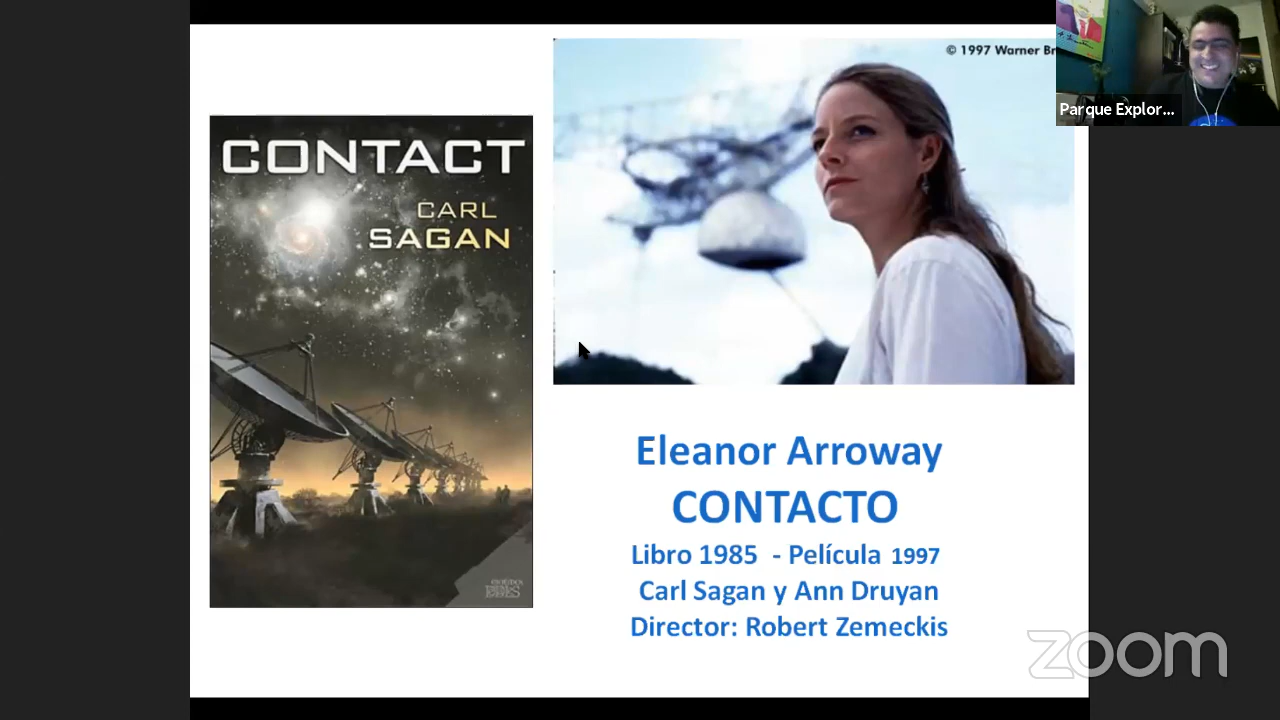 © 1997 Warner Br
Parque Explor...
CONTACT
CARL
SAGAN
Eleanor Arroway
CONTACTO
Libro 1985 - Película 1997
Carl Sagan y Ann Druyan
Director: Robert Zemeckis
zoom